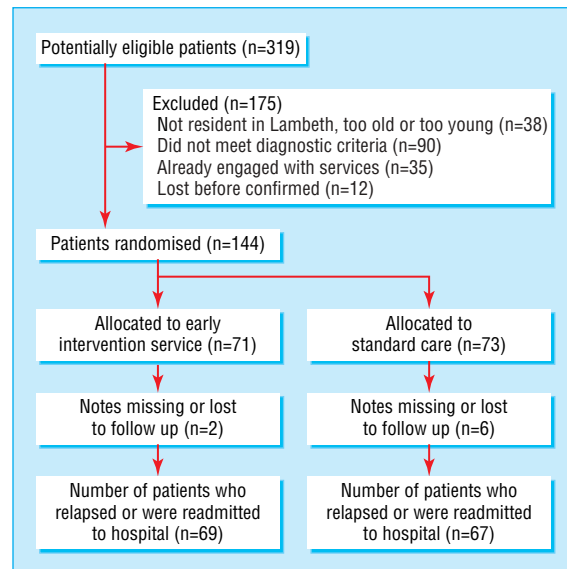 Potentially eligible patients (n=319)
Excluded (n=175)
Not resident in Lambeth, too old or too young (n=38)
Did not meet diagnostic criteria (n=90)
Already engaged with services (n=35)
Lost before confirmed (n=12)
Patients randomised (n=144)
Allocated to early
intervention service (n=71)
Allocated to
standard care (n=73)
Notes missing or lost
to follow up (n=2)
Notes missing or lost
to follow up (n=6)
Number of patients who
relapsed or were readmitted
to hospital (n=69)
Number of patients who
relapsed or were readmitted
to hospital (n=67)